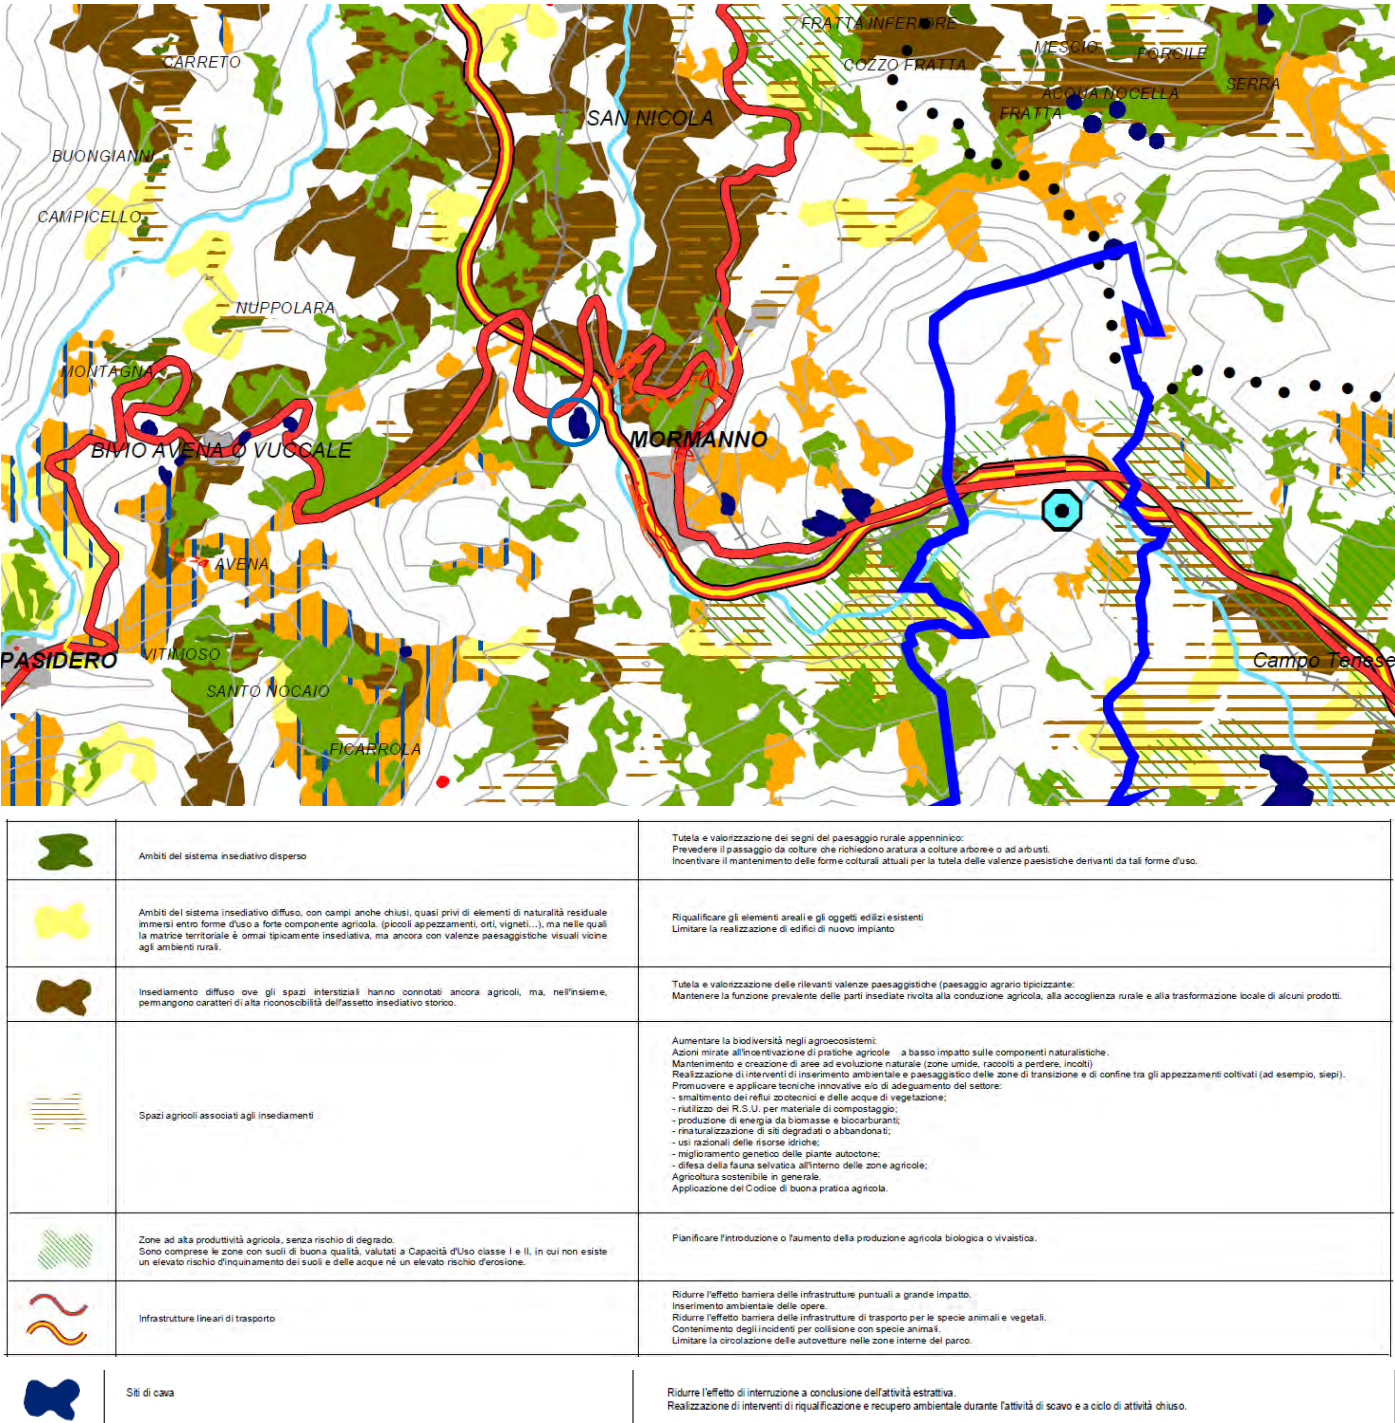 FRATTA INFERIORE
COZZO FRATTA
MESCIO
FORCILE
CARRETO
SERRA
ACQUA NOCELLA
FRATTA
SAN NICOLA
BUONGIANNI
CAMPICELLO
NUPPOLARA
MONTAGNA
BIVIO AVENA O VUCCALE
MORMANNO
AVENA
PASIDERO
VITIMOSO
Campo Tenese
SANTO NOCAIO
FICARROLA
Ambiti del sistema insediativo disperso
Tutela e valorizzazione dei segni del paesaggio rurale appenninico:
Prevedere il passaggio da colture che richiedono aratura a colture arboree o ad arbusti.
Incentivare il mantenimento delle forme colturali attuali per la tutela delle valenze paesistiche derivanti da tali forme d'uso.
Ambiti del sistema insediativo diffuso, con campi anche chiusi, quasi privi di elementi di naturalità residuale
immersi entro forme d'uso a forte componente agricola. (piccoli appezzamenti, orti, vigneti...), ma nelle quali
la matrice territoriale è ormai tipicamente insediativa, ma ancora con valenze paesaggistiche visuali vicine
agli ambienti rurali.
Riqualificare gli elementi areali e gli oggetti edilizi esistenti
Limitare la realizzazione di edifici di nuovo impianto
Insediamento diffuso ove gli spazi interstiziali hanno connotati ancora agricoli, ma, nell'insieme,
permangono caratteri di alta riconoscibilità dell'assetto insediativo storico.
Tutela e valorizzazione delle rilevanti valenze paesaggistiche (paesaggio agrario tipicizzante:
Mantenere la funzione prevalente delle parti insediate rivolta alla conduzione agricola, alla accoglienza rurale e alla trasformazione locale di alcuni prodotti.
Spazi agricoli associati agli insediamenti
Aumentare la biodiversità negli agroecosistemi:
Azioni mirate all'incentivazione di pratiche agricole a basso impatto sulle componenti naturalistiche.
Mantenimento e creazione di aree ad evoluzione naturale (zone umide, raccolti a perdere, incolti)
Realizzazione di interventi di inserimento ambientale e paesaggistico delle zone di transizione e di confine tra gli appezzamenti coltivati (ad esempio, siepi).
Promuovere e applicare tecniche innovative e/o di adeguamento del settore:
- smaltimento dei reflui zootecnici e delle acque di vegetazione;
- riutilizzo dei R.S.U. per materiale di compostaggio;
- produzione di energia da biomasse e biocarburanti;
- rinaturalizzazione di siti degradati o abbandonati;
- usi razionali delle risorse idriche;
- miglioramento genetico delle piante autoctone;
- difesa della fauna selvatica all'interno delle zone agricole;
Agricoltura sostenibile in generale.
Applicazione del Codice di buona pratica agricola.
Zone ad alta produttività agricola, senza rischio di degrado.
Sono comprese le zone con suoli di buona qualità, valutati a Capacità d'Uso classe I e II, in cui non esiste
un elevato rischio d'inquinamento dei suoli e delle acque né un elevato rischio d'erosione.
Pianificare l'introduzione o l'aumento della produzione agricola biologica o vivaistica.
Infrastrutture lineari di trasporto
Ridurre l'effetto barriera delle infrastrutture puntuali a grande impatto.
Inserimento ambientale delle opere.
Ridurre l'effetto barriera delle infrastrutture di trasporto per le specie animali e vegetali.
Contenimento degli incidenti per collisione con specie animali.
Limitare la circolazione delle autovetture nelle zone interne del parco.
Siti di cava
Ridurre l'effetto di interruzione a conclusione dell'attività estrattiva.
Realizzazione di interventi di riqualificazione e recupero ambientale durante l'attività di scavo e a ciclo di attività chiuso.